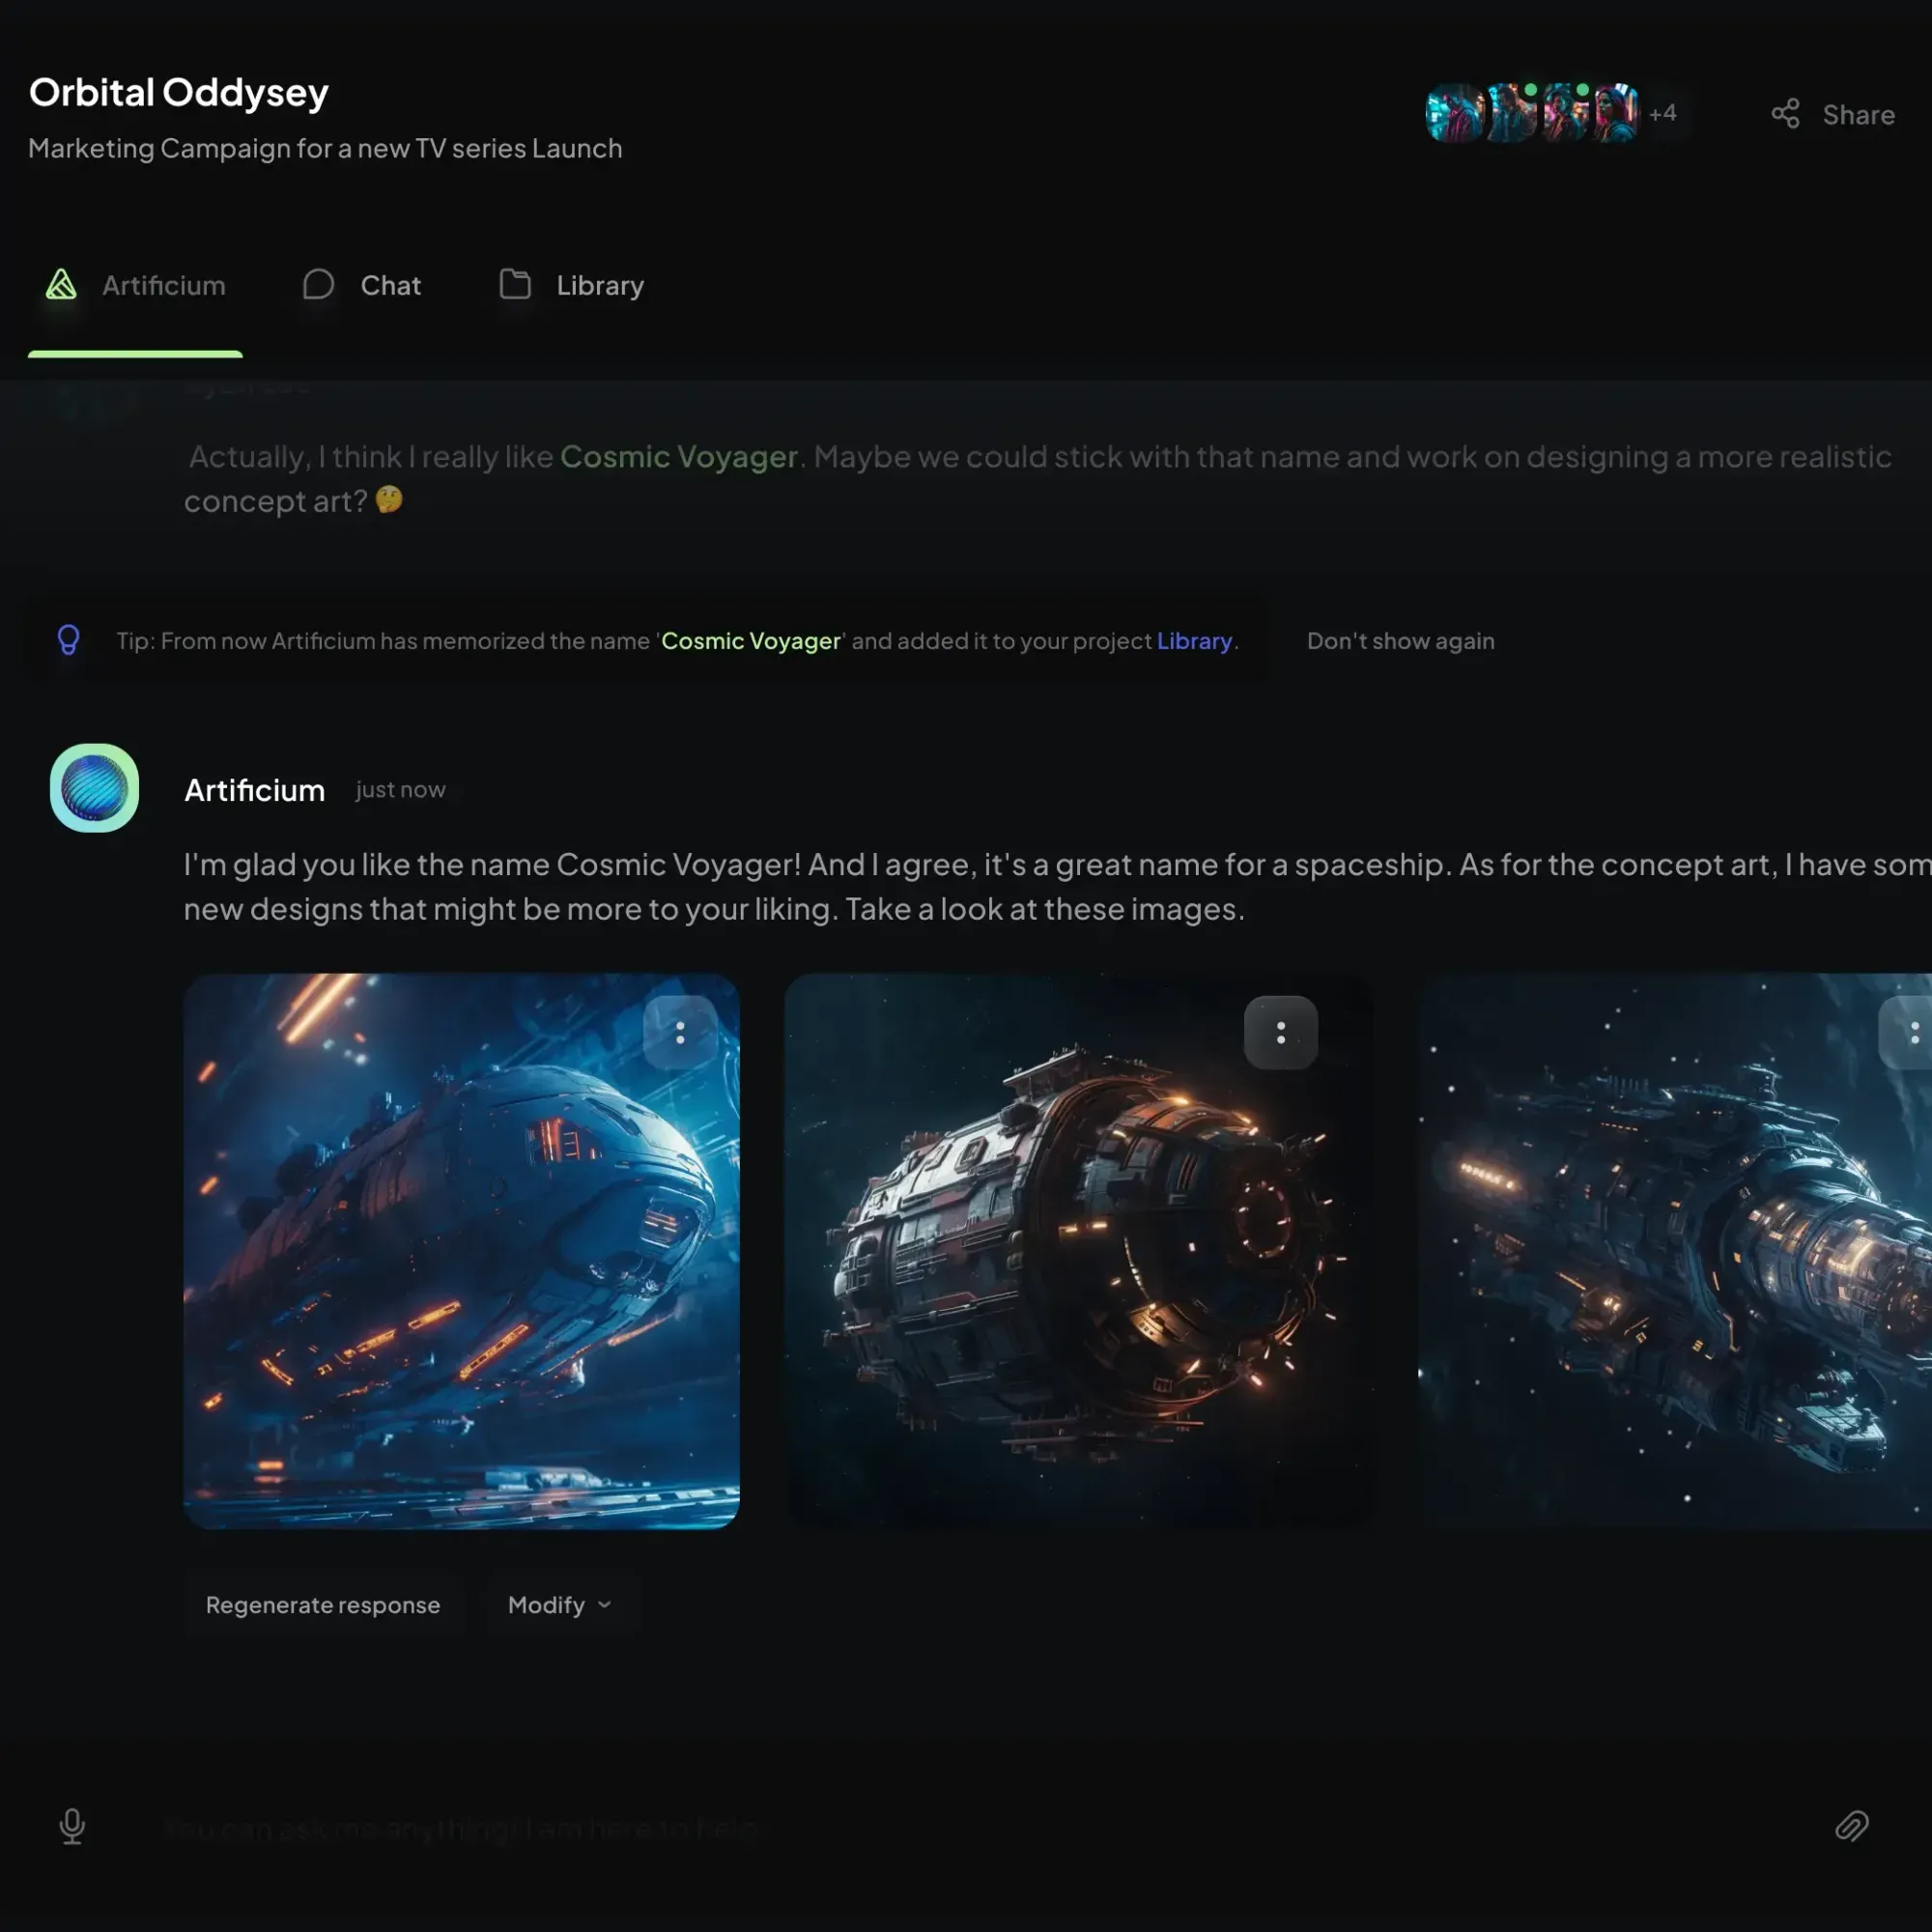 Orbital Oddysey
Marketing Campaign for a new TV series Launch
+4
Share
Artificium
Chat
Library
Actually, I think I really like Cosmic Voyager. Maybe we could stick with that name and work on designing a more realistic
concept art? 🤔
Tip: From now Artificium has memorized the name 'Cosmic Voyager' and added it to your project Library.
Don't show again
Artificium just now
I'm glad you like the name Cosmic Voyager! And I agree, it's a great name for a spaceship. As for the concept art, I have som
new designs that might be more to your liking. Take a look at these images.
Regenerate response
Modify
You can ask me anything! I am here to help